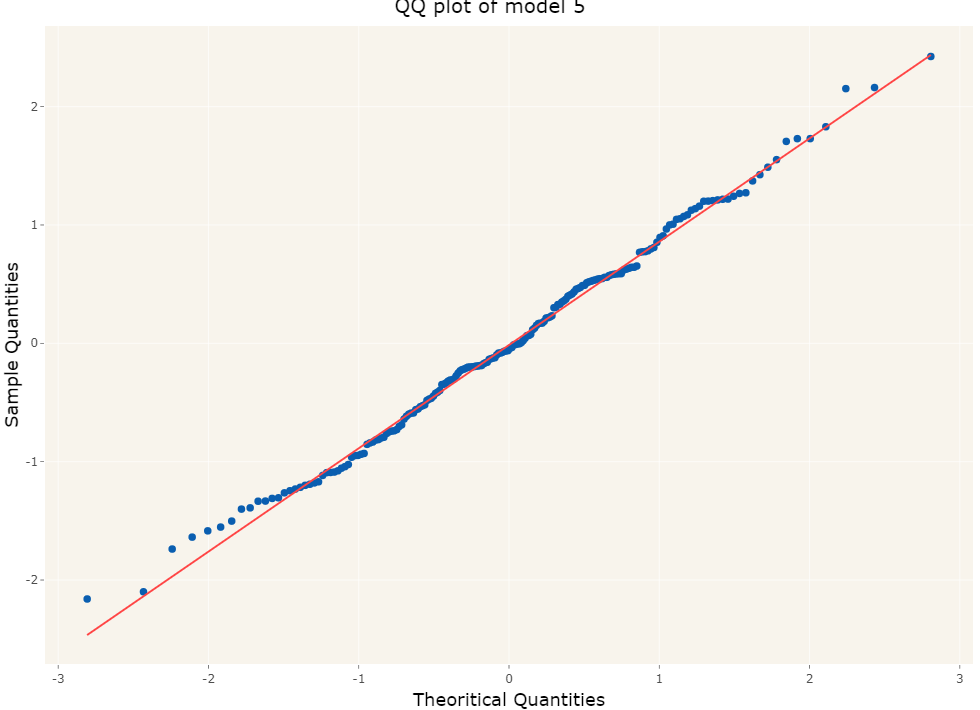 QQ plot of model 5
2
1
0
-1
-2
Sample Quantities
-3 -2 -1 0 1 2 3
Theoritical Quantities